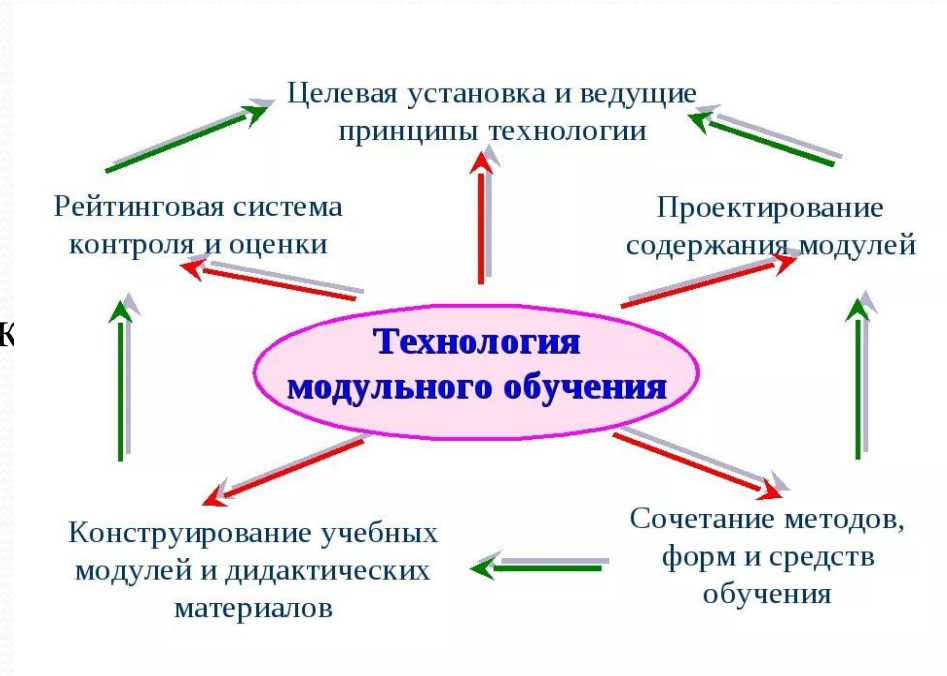 Целевая установка и ведущие
принципы технологии
Рейтинговая система
контроля и оценки
Проектирование
содержания модулей
К
Технология
модульного обучения
Конструирование учебных
модулей и дидактических
материалов
Сочетание методов,
форм и средств
обучения